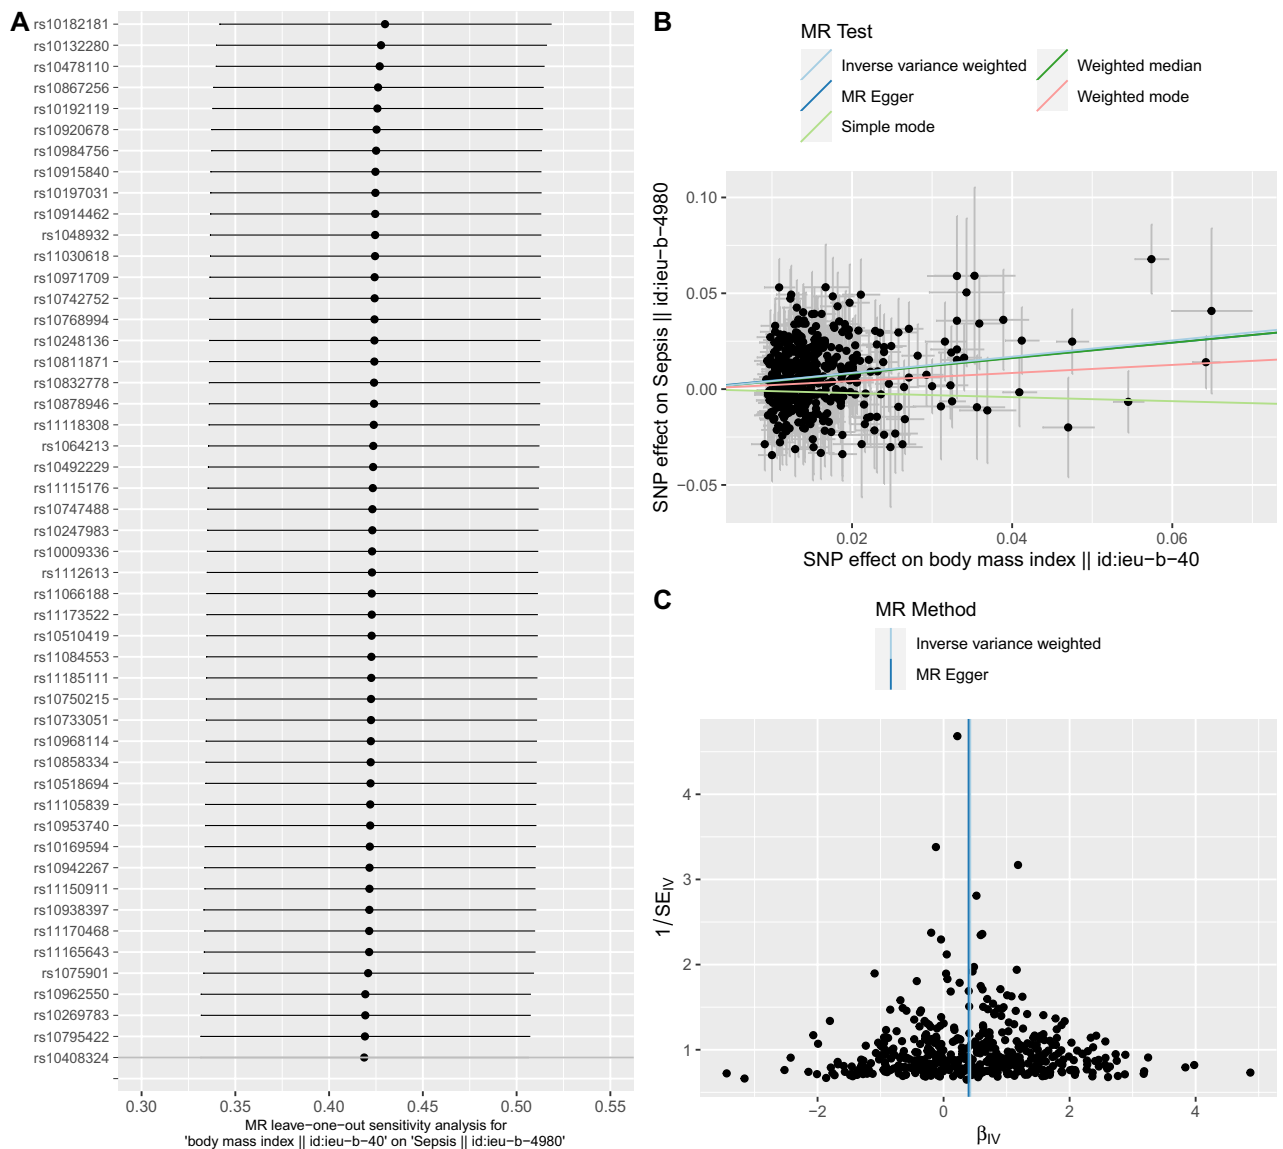 A
rs10182181
rs10132280
rs10478110
rs10867256
rs10192119
rs10920678
rs10984756
rs10915840
rs10197031
rs10914462
rs1048932
rs11030618
rs10971709
rs10742752
rs10768994
rs10248136
rs10811871
rs10832778
rs10878946
rs11118308
rs1064213
rs10492229
rs11115176
rs10747488
rs10247983
rs10009336
rs1112613
rs11066188
rs11173522
rs10510419
rs11084553
rs11185111
rs10750215
rs10733051
rs10968114
rs10858334
rs10518694
rs11105839
rs10953740
rs10169594
rs10942267
rs11150911
rs10938397
rs11170468
rs11165643
rs1075901
rs10962550
rs10269783
rs10795422
rs10408324
0.30 0.35 0.40 0.45 0.50 0.55
MR leave−one−out sensitivity analysis for
'body mass index || id:ieu−b−40' on 'Sepsis || id:ieu−b−4980'
B
MR Test
Inverse variance weighted
MR Egger
Simple mode
Weighted median
Weighted mode
SNP effect on Sepsis || id:ieu−b−4980
0.10
0.05
0.00
−0.05
0.02 0.04 0.06
SNP effect on body mass index || id:ieu−b−40
C
MR Method
Inverse variance weighted
MR Egger
1/SE_IV
4
3
2
1
−2 0 2 4
β_IV